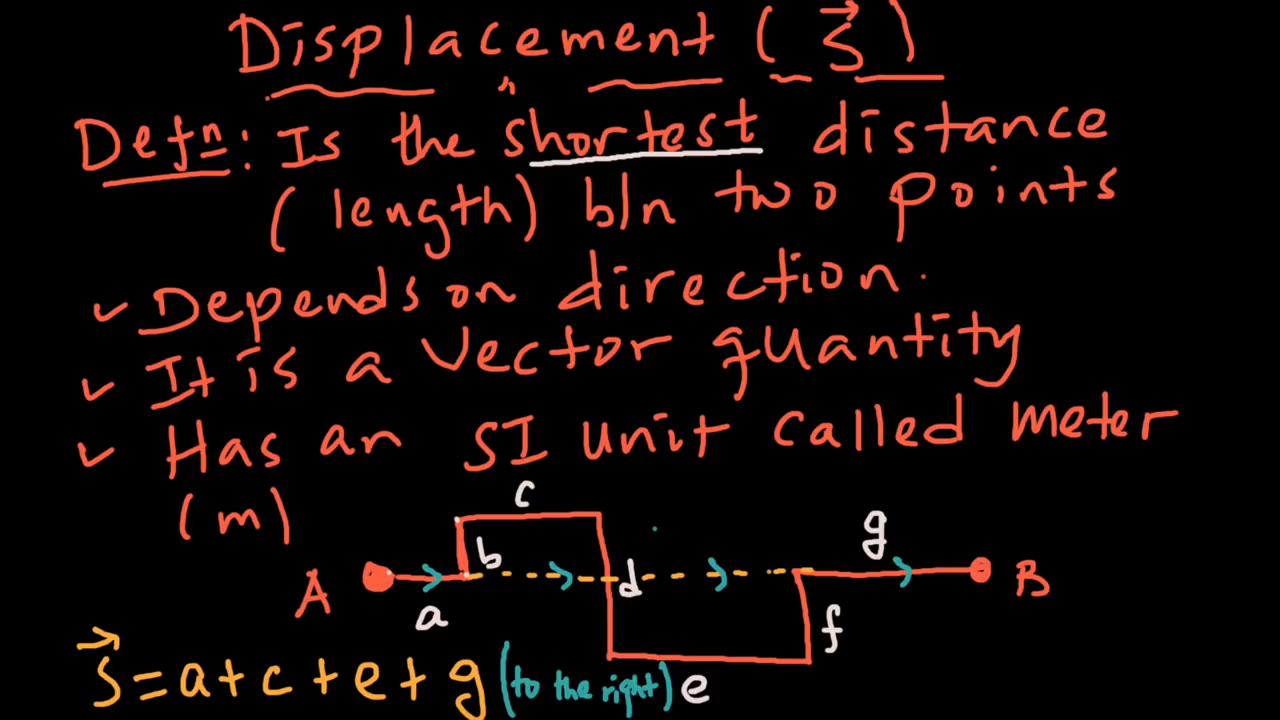 Displacement (S⃗)
Defn: Is the shortest distance
(length) b/n two points
✓ Depends on direction.
✓ It is a vector quantity
✓ Has an SI unit called meter
(m)
c
g
b
A
d
B
a
f
S⃗ = a + c + e + g (to the right)
e